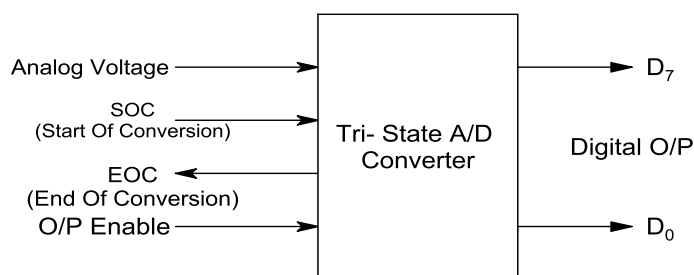 Analog Voltage
SOC
(Start Of Conversion)
EOC
(End Of Conversion)
O/P Enable
Tri- State A/D
Converter
D₇
Digital O/P
D₀